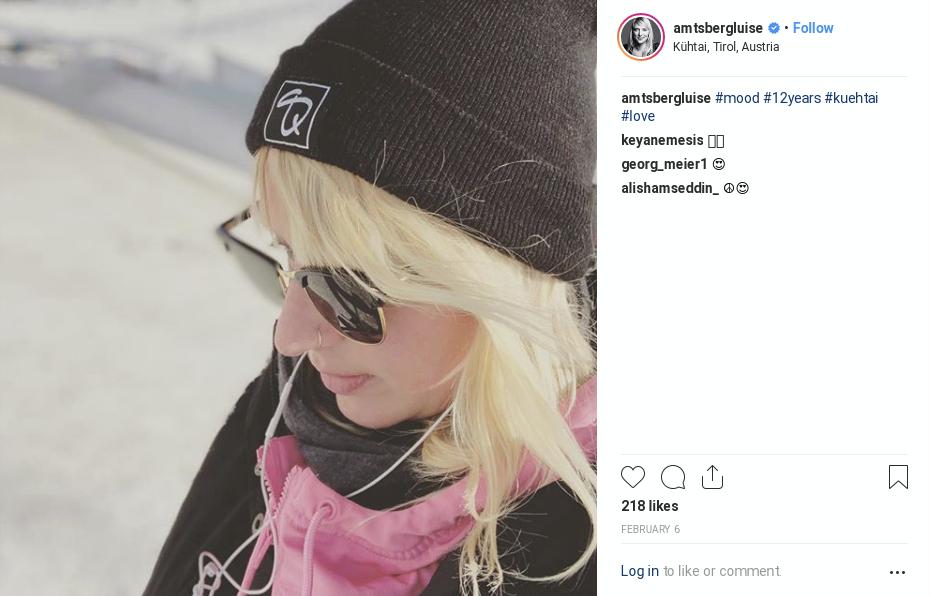 amtsbergluise • Follow
Kühtai, Tirol, Austria
amtsbergluise #mood #12years #kuehtai
#love
keyanemesis
georg_meier1 😍
alishamseddin_ ☮😍
218 likes
FEBRUARY 6
Log in to like or comment.